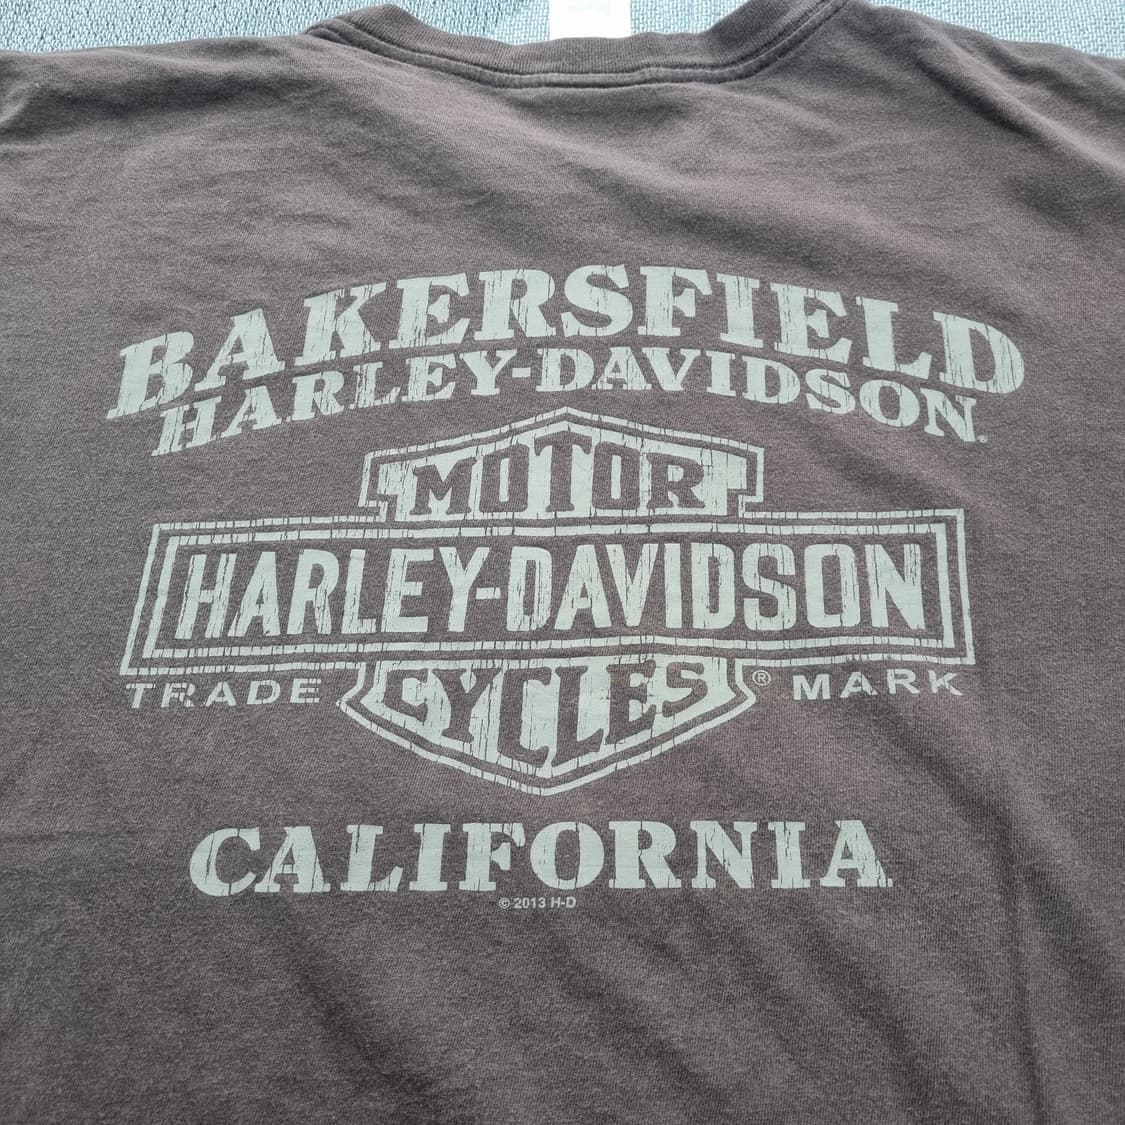 BAKERSFIELD
HARLEY-DAVIDSON®
MOTOR
HARLEY-DAVIDSON
CYCLES
TRADE ® MARK
CALIFORNIA
© 2013 H-D